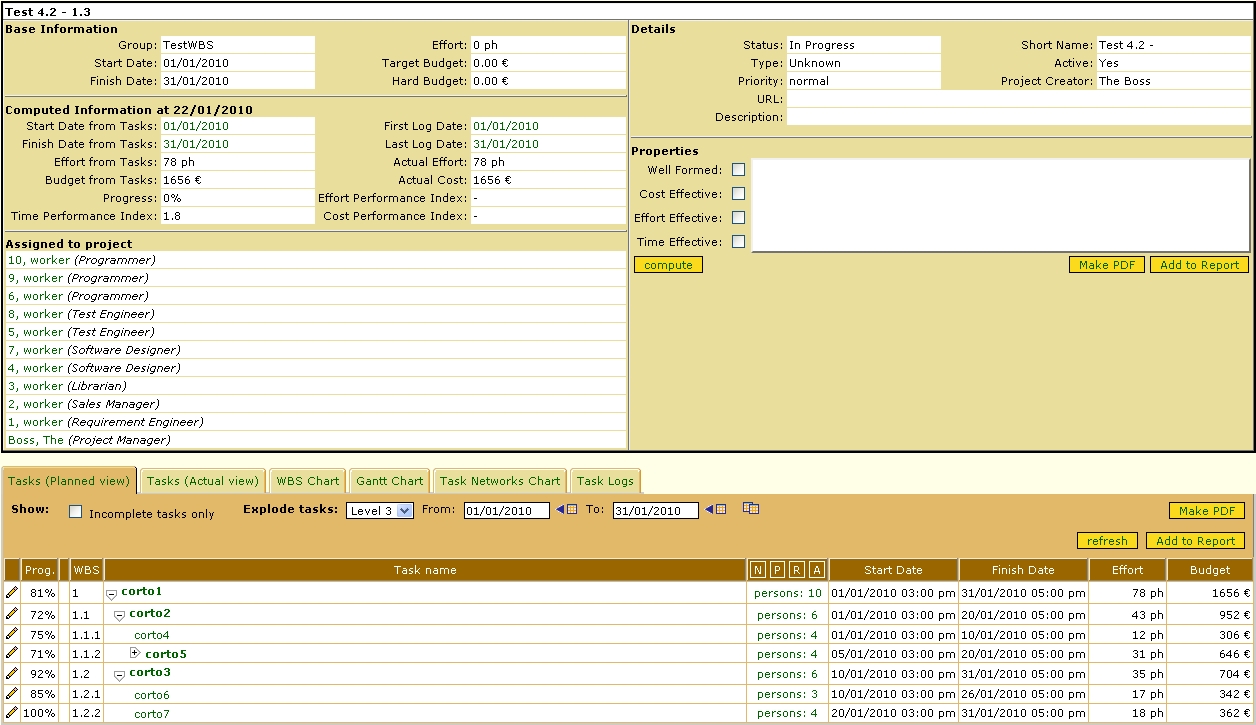 Test 4.2 - 1.3
Base Information
Group: TestWBS Effort: 0 ph
Start Date: 01/01/2010 Target Budget: 0.00 €
Finish Date: 31/01/2010 Hard Budget: 0.00 €
Computed Information at 22/01/2010
Start Date from Tasks: 01/01/2010 First Log Date: 01/01/2010
Finish Date from Tasks: 31/01/2010 Last Log Date: 31/01/2010
Effort from Tasks: 78 ph Actual Effort: 78 ph
Budget from Tasks: 1656 € Actual Cost: 1656 €
Progress: 0% Effort Performance Index: -
Time Performance Index: 1.8 Cost Performance Index: -
Assigned to project
10, worker (Programmer)
9, worker (Programmer)
6, worker (Programmer)
8, worker (Test Engineer)
5, worker (Test Engineer)
7, worker (Software Designer)
4, worker (Software Designer)
3, worker (Librarian)
2, worker (Sales Manager)
1, worker (Requirement Engineer)
Boss, The (Project Manager)
Details
Status: In Progress Short Name: Test 4.2 -
Type: Unknown Active: Yes
Priority: normal Project Creator: The Boss
URL:
Description:
Properties
Well Formed:
Cost Effective:
Effort Effective:
Time Effective:
compute Make PDF Add to Report
Tasks (Planned view) Tasks (Actual view) WBS Chart Gantt Chart Task Networks Chart Task Logs
Show: Incomplete tasks only Explode tasks: Level 3 From: 01/01/2010 To: 31/01/2010 Make PDF
refresh Add to Report
Prog. WBS Task name N P R A Start Date Finish Date Effort Budget
81% 1 corto1 persons: 10 01/01/2010 03:00 pm 31/01/2010 05:00 pm 78 ph 1656 €
72% 1.1 corto2 persons: 6 01/01/2010 03:00 pm 20/01/2010 05:00 pm 43 ph 952 €
75% 1.1.1 corto4 persons: 4 01/01/2010 03:00 pm 10/01/2010 05:00 pm 12 ph 306 €
71% 1.1.2 corto5 persons: 4 05/01/2010 03:00 pm 20/01/2010 05:00 pm 31 ph 646 €
92% 1.2 corto3 persons: 6 10/01/2010 03:00 pm 31/01/2010 05:00 pm 35 ph 704 €
85% 1.2.1 corto6 persons: 3 10/01/2010 03:00 pm 26/01/2010 05:00 pm 17 ph 342 €
100% 1.2.2 corto7 persons: 4 20/01/2010 03:00 pm 31/01/2010 05:00 pm 18 ph 362 €